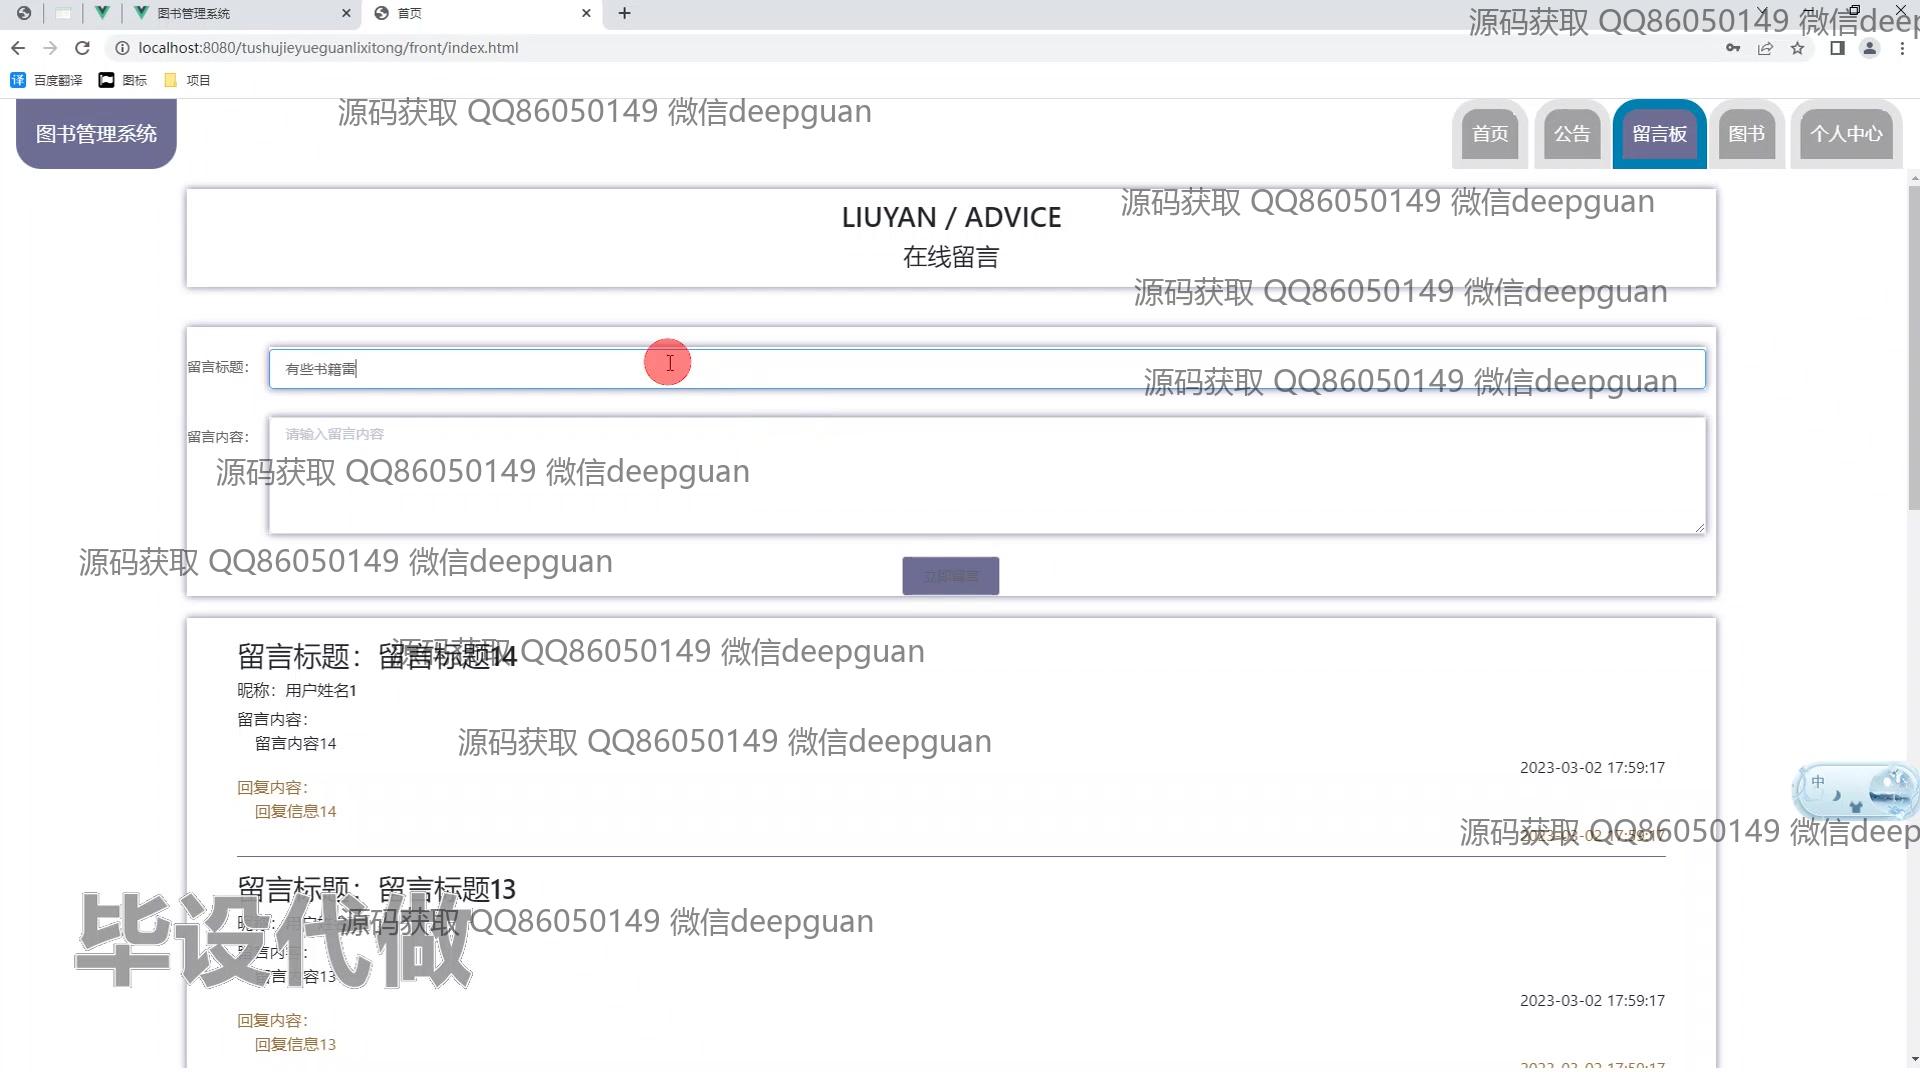 图书管理系统
首页
源码获取 QQ86050149 微信deep
localhost:8080/tushujieyueguanlixitong/front/index.html
译 百度翻译 图标 项目
源码获取 QQ86050149 微信deepguan
图书管理系统
首页 公告 留言板 图书 个人中心
LIUYAN / ADVICE
源码获取 QQ86050149 微信deepguan
在线留言
源码获取 QQ86050149 微信deepguan
留言标题： 有些书籍雷
源码获取 QQ86050149 微信deepguan
留言内容： 请输入留言内容
源码获取 QQ86050149 微信deepguan
源码获取 QQ86050149 微信deepguan
立即留言
留言标题：留言标题14
源码获取 QQ86050149 微信deepguan
昵称：用户姓名1
留言内容：
留言内容14
源码获取 QQ86050149 微信deepguan
2023-03-02 17:59:17
回复内容：
中
回复信息14
源码获取 QQ86050149 微信deep
2023-03-02 17:59:17
留言标题：留言标题13
源码获取 QQ86050149 微信deepguan
毕设代做
留言内容13
2023-03-02 17:59:17
回复内容：
回复信息13